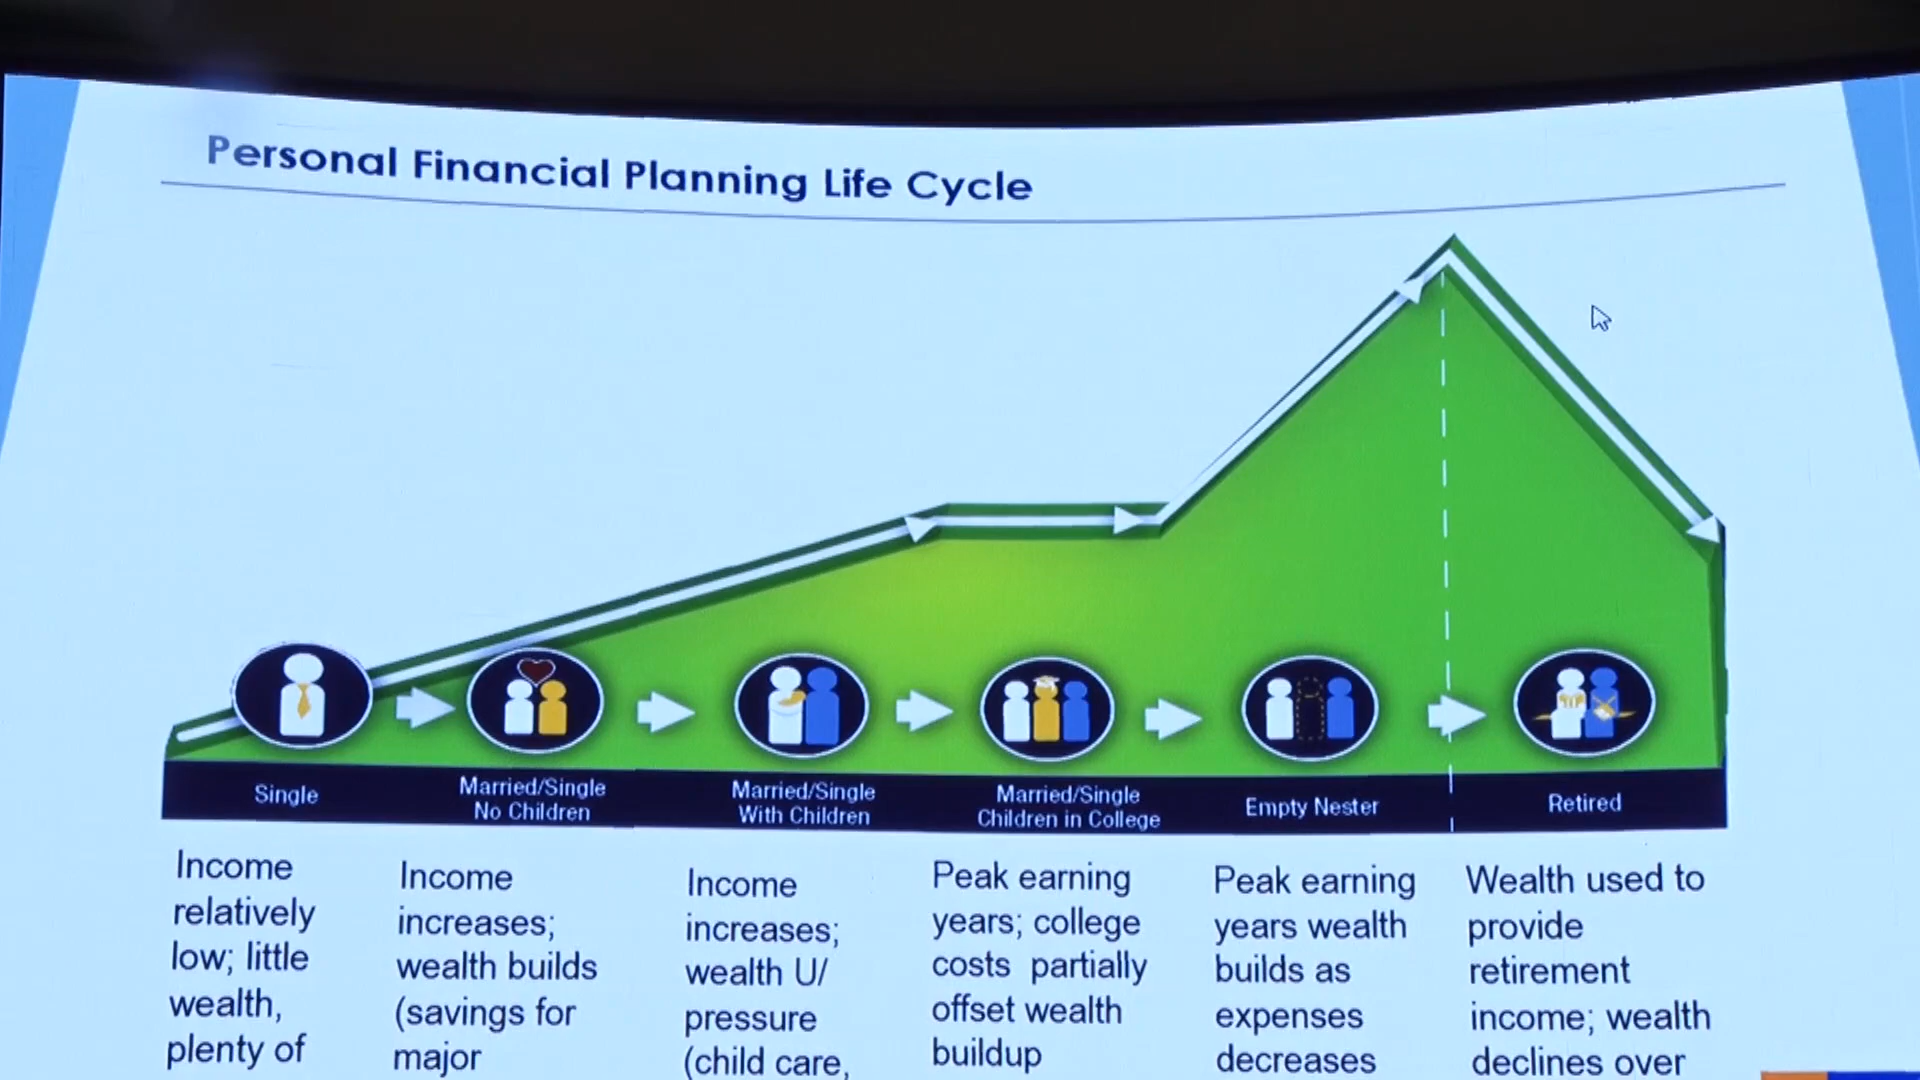 Personal Financial Planning Life Cycle
Single
Married/Single
No Children
Married/Single
With Children
Married/Single
Children in College
Empty Nester
Retired
Income
relatively
low; little
wealth,
plenty of
Income
increases;
wealth builds
(savings for
major
Income
increases;
wealth U/
pressure
(child care,
Peak earning
years; college
costs partially
offset wealth
buildup
Peak earning
years wealth
builds as
expenses
decreases
Wealth used to
provide
retirement
income; wealth
declines over